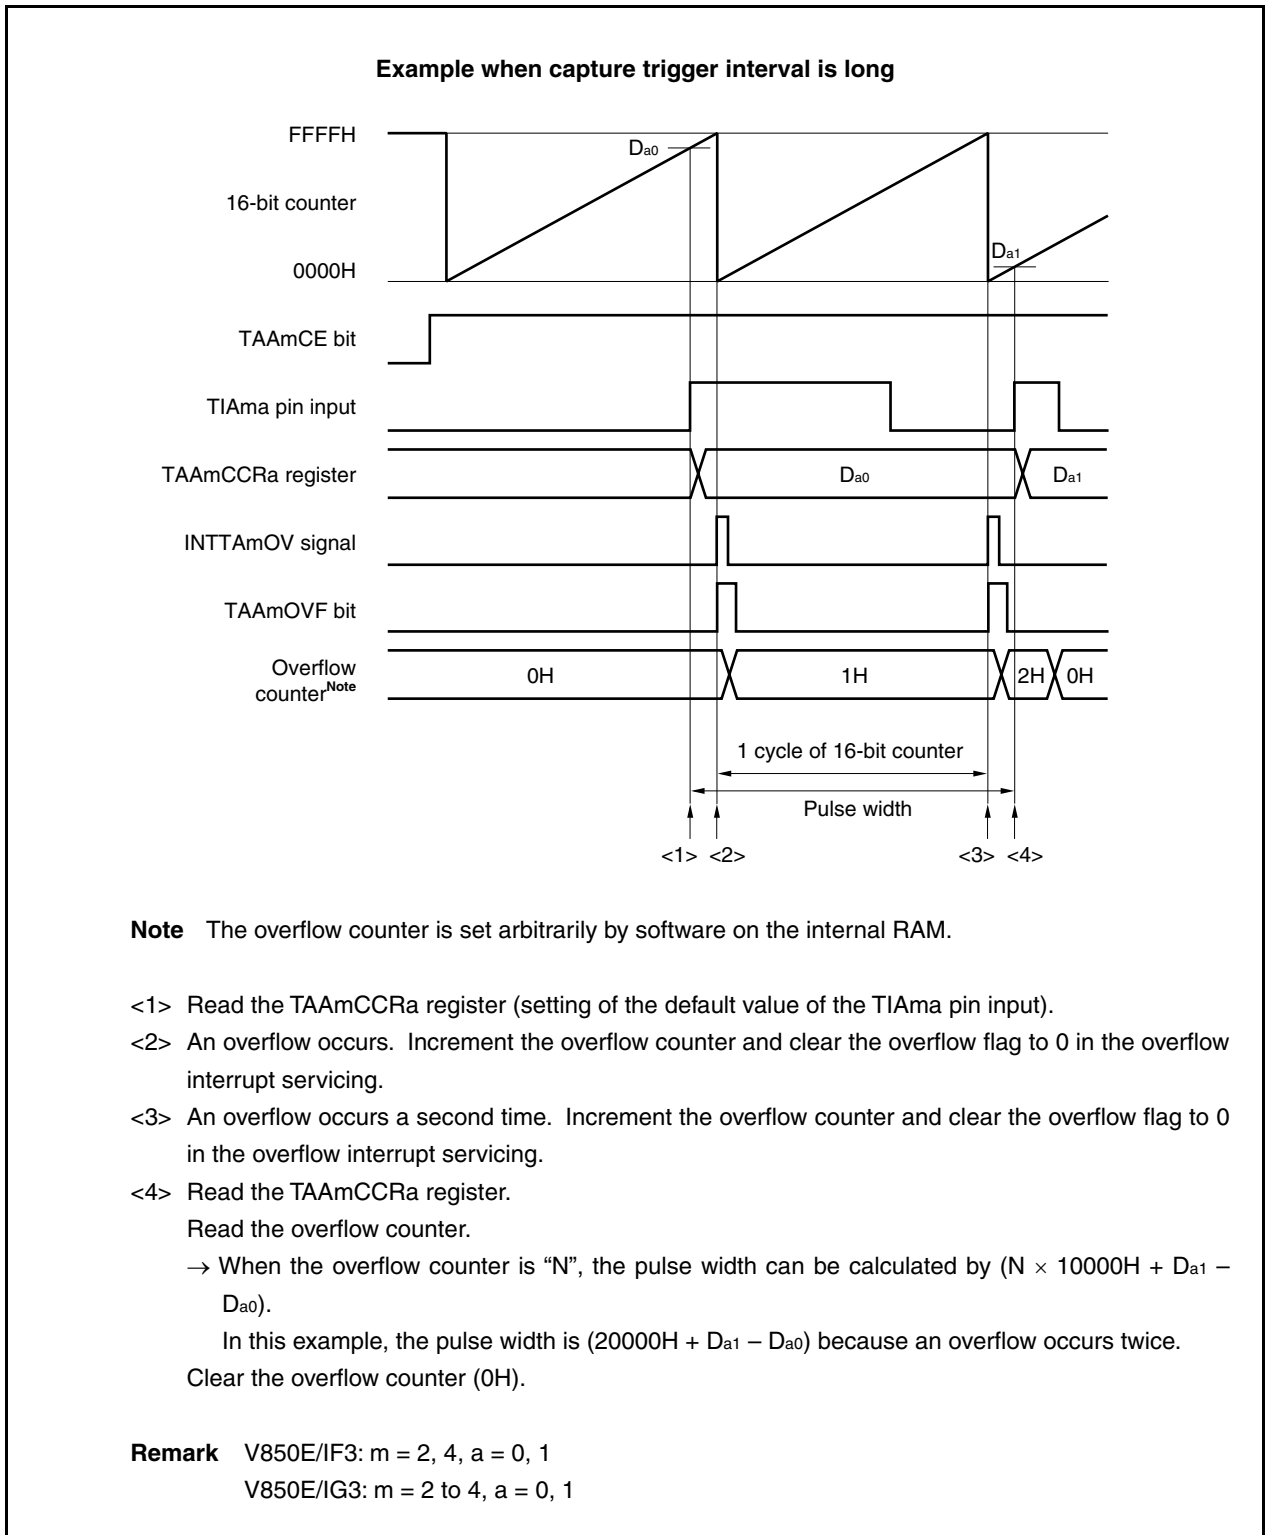 Example when capture trigger interval is long
FFFFH
Da0
16-bit counter
Da1
0000H
TAAmCE bit
TIAma pin input
TAAmCCRa register
Da0
Da1
INTTAmOV signal
TAAmOVF bit
Overflow
counterNote
0H
1H
2H
0H
1 cycle of 16-bit counter
Pulse width
<1> <2> <3> <4>
Note The overflow counter is set arbitrarily by software on the internal RAM.
<1> Read the TAAmCCRa register (setting of the default value of the TIAma pin input).
<2> An overflow occurs. Increment the overflow counter and clear the overflow flag to 0 in the overflow
interrupt servicing.
<3> An overflow occurs a second time. Increment the overflow counter and clear the overflow flag to 0
in the overflow interrupt servicing.
<4> Read the TAAmCCRa register.
Read the overflow counter.
→ When the overflow counter is “N”, the pulse width can be calculated by (N × 10000H + Da1 –
Da0).
In this example, the pulse width is (20000H + Da1 – Da0) because an overflow occurs twice.
Clear the overflow counter (0H).
Remark V850E/IF3: m = 2, 4, a = 0, 1
V850E/IG3: m = 2 to 4, a = 0, 1